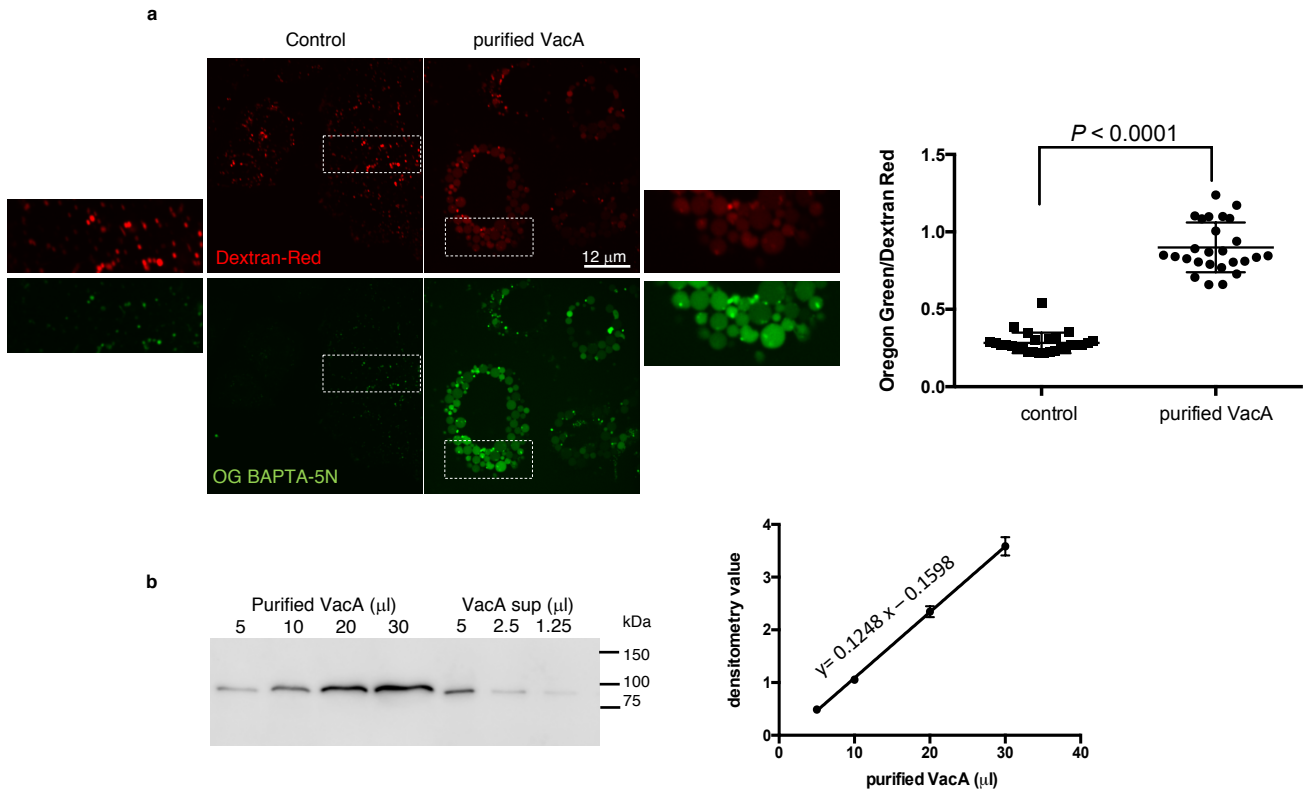 a
Control
purified VacA
Dextran-Red
12 μm
OG BAPTA-5N
P < 0.0001
1.5
1.0
0.5
0.0
Oregon Green/Dextran Red
control
purified VacA
b
Purified VacA (μl)
VacA sup (μl)
kDa
5 10 20 30 5 2.5 1.25
150
100
75
4
3
2
1
0
densitometry value
y= 0.1248 x – 0.1598
0 10 20 30 40
purified VacA (μl)